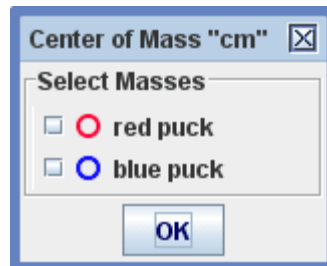 Center of Mass "cm"
Select Masses
red puck
blue puck
OK